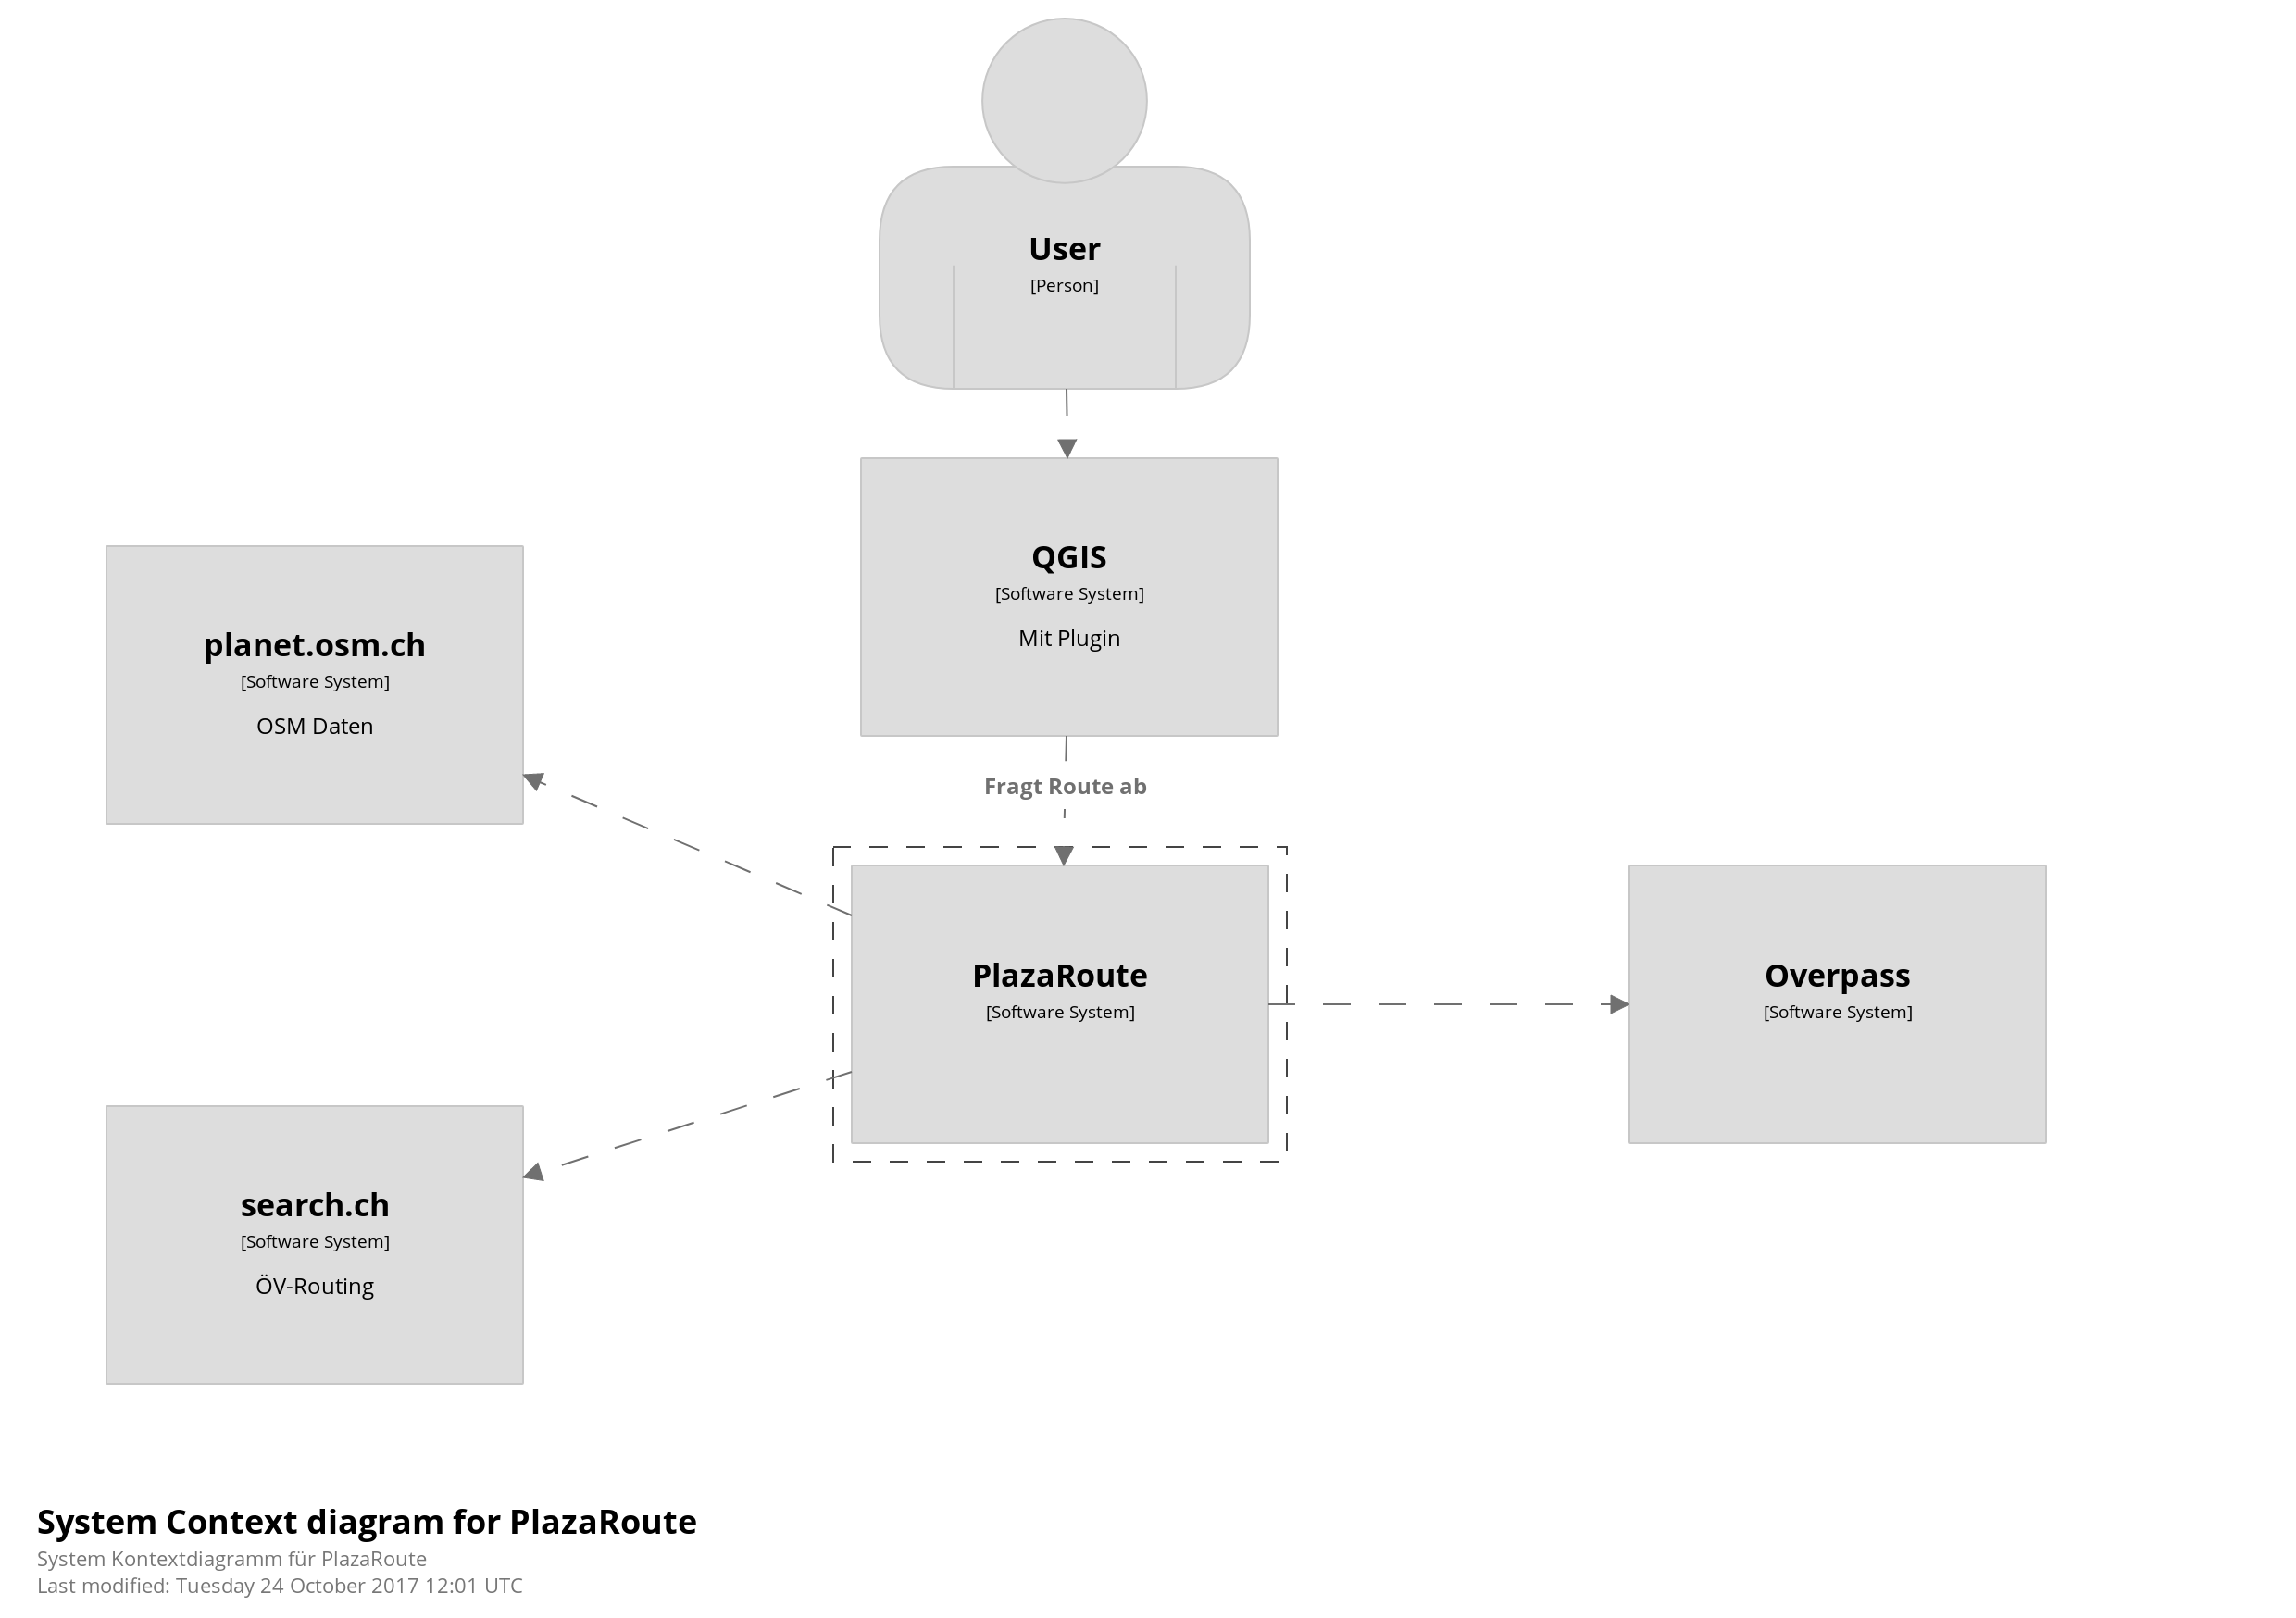 User
[Person]
QGIS
[Software System]
Mit Plugin
planet.osm.ch
[Software System]
OSM Daten
Fragt Route ab
PlazaRoute
[Software System]
Overpass
[Software System]
search.ch
[Software System]
ÖV-Routing
System Context diagram for PlazaRoute
System Kontextdiagramm für PlazaRoute
Last modified: Tuesday 24 October 2017 12:01 UTC